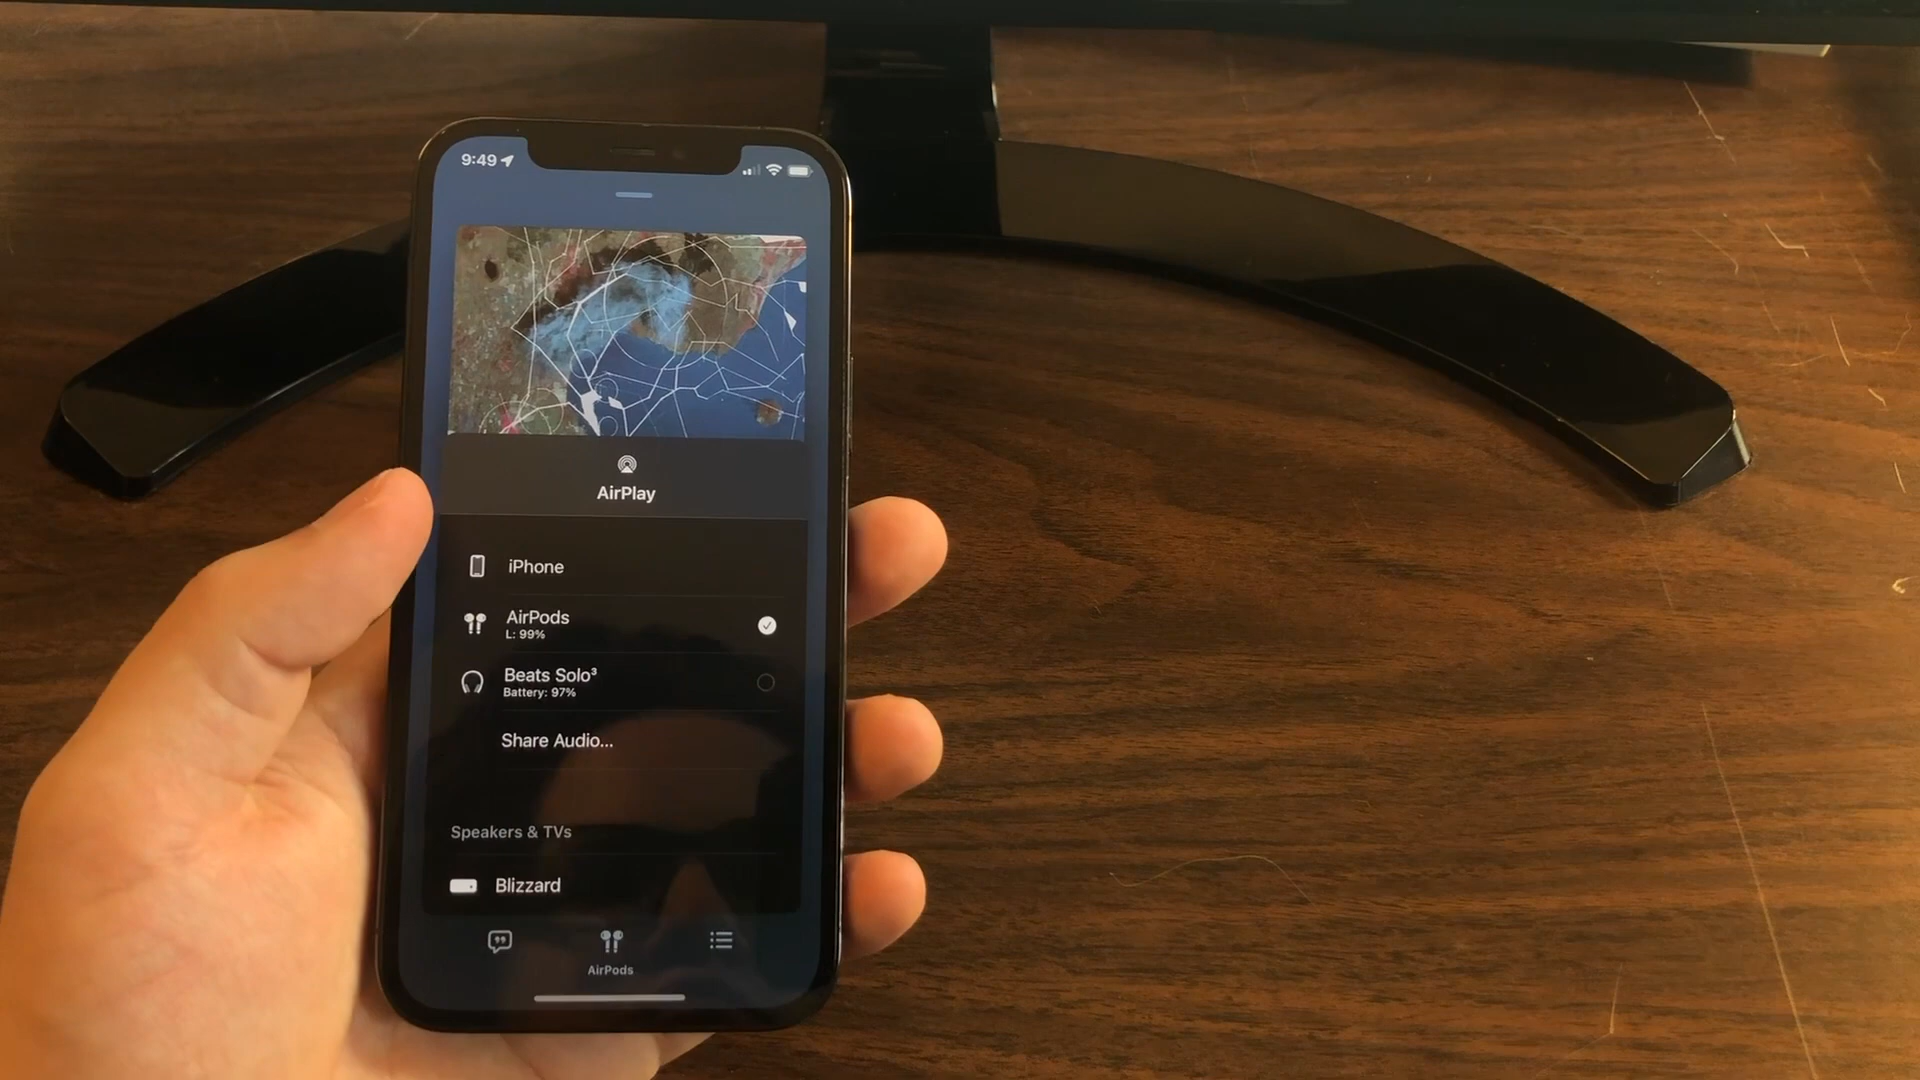 9:49
AirPlay
iPhone
AirPods
L: 99%
Beats Solo³
Battery: 97%
Share Audio...
Speakers & TVs
Blizzard
AirPods